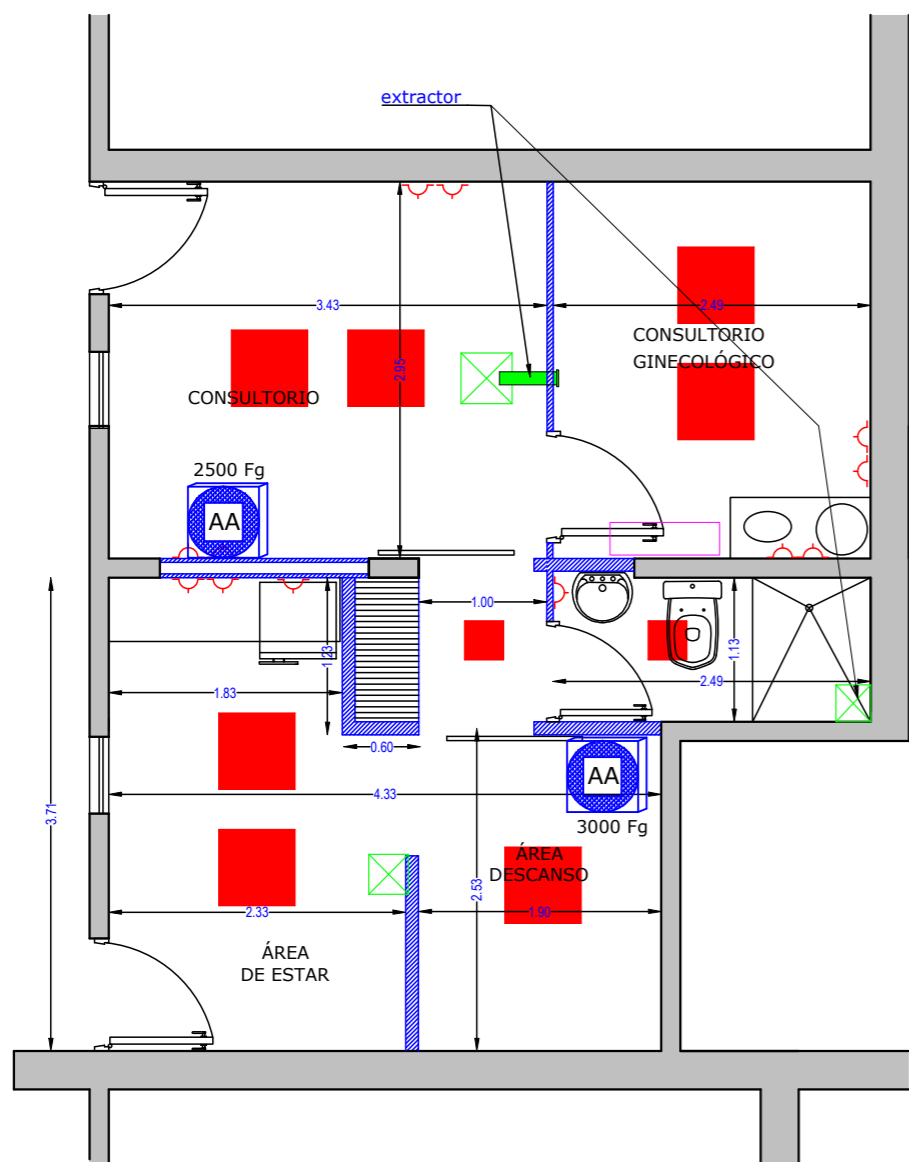 extractor
3.43
2.49
2.95
CONSULTORIO
GINECOLÓGICO
CONSULTORIO
2500 Fg
AA
1.00
1.23
1.13
1.83
2.49
0.60
AA
4.33
3.71
3000 Fg
ÁREA
DESCANSO
2.53
2.33
1.90
ÁREA
DE ESTAR